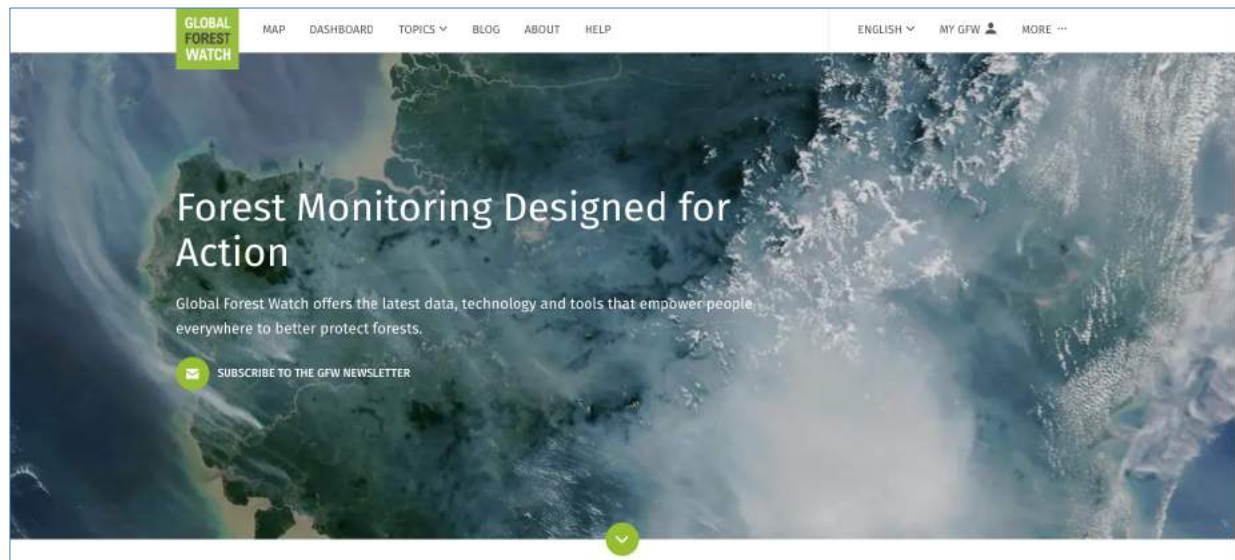 GLOBAL
FOREST
WATCH
MAP DASHBOARD TOPICS BLOG ABOUT HELP ENGLISH MY GFW MORE ...
Forest Monitoring Designed for
Action
Global Forest Watch offers the latest data, technology and tools that empower people
everywhere to better protect forests.
SUBSCRIBE TO THE GFW NEWSLETTER